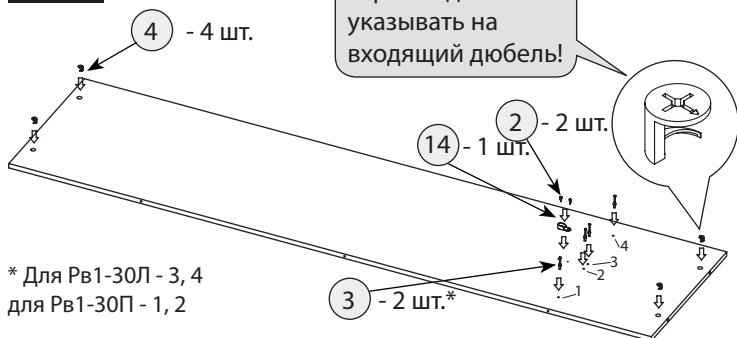 указывать на
входящий дюбель!
4 - 4 шт.
2 - 2 шт.
14 - 1 шт.
4
3
2
1
* Для Рв1-30Л - 3, 4
для Рв1-30П - 1, 2
3 - 2 шт.*